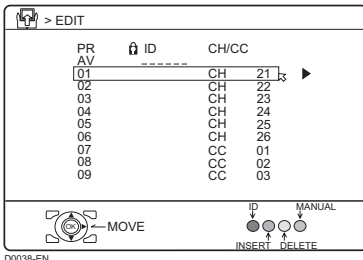 > EDIT
PR ID CH/CC
AV ______
01 CH 21
02 CH 22
03 CH 23
04 CH 24
05 CH 25
06 CH 26
07 CC 01
08 CC 02
09 CC 03
ID MANUAL
OK MOVE
INSERT DELETE
D0038-EN